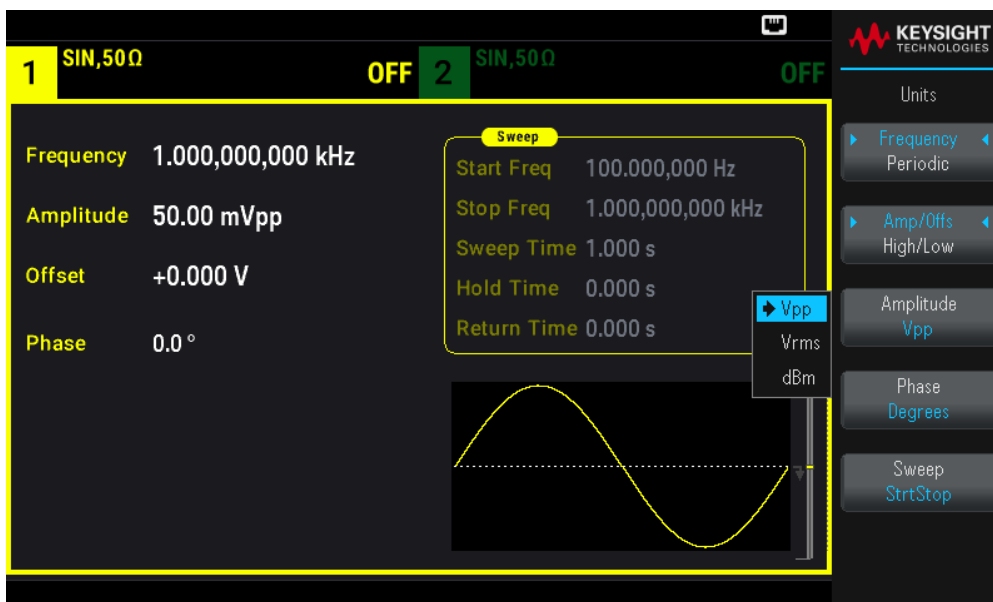 KEYSIGHT
TECHNOLOGIES
1 SIN,50Ω OFF
2 SIN,50Ω OFF
Units
Frequency 1.000,000,000 kHz
Amplitude 50.00 mVpp
Offset +0.000 V
Phase 0.0 °
Sweep
Start Freq 100.000,000 Hz
Stop Freq 1.000,000,000 kHz
Sweep Time 1.000 s
Hold Time 0.000 s
Return Time 0.000 s
Vpp
Vrms
dBm
Frequency
Periodic
Amp/Offs
High/Low
Amplitude
Vpp
Phase
Degrees
Sweep
StrtStop